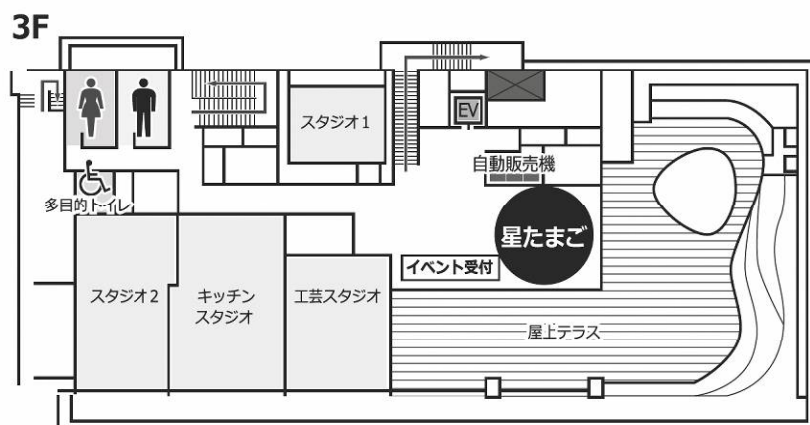 3F
スタジオ1
EV
自動販売機
多目的トイレ
星たまご
イベント受付
スタジオ2
キッチン
スタジオ
工芸スタジオ
屋上テラス